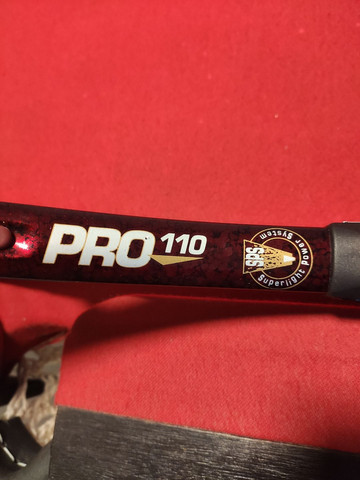 PRO 110
SPS
Superlight power System